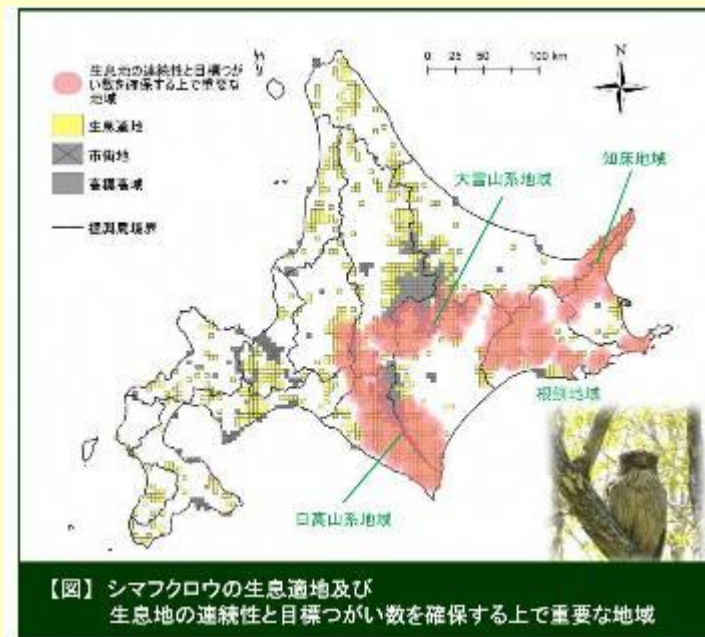 生息地の連続性と目標つが
い数を確保する上で重要な
地域
生息適地
市街地
高標高域
振興局境界
0 25 50 100 km
N
知床地域
大雪山系地域
根釧地域
日高山系地域
【図】 シマフクロウの生息適地及び
生息地の連続性と目標つがい数を確保する上で重要な地域